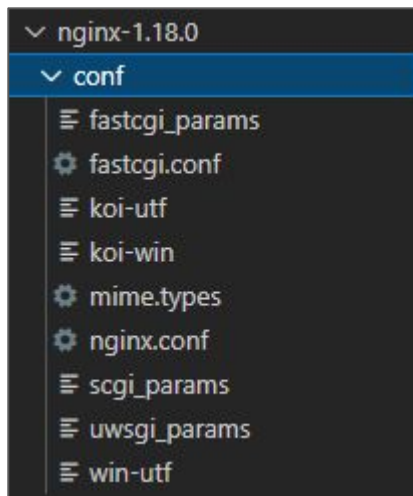 nginx-1.18.0
conf
fastcgi_params
fastcgi.conf
koi-utf
koi-win
mime.types
nginx.conf
scgi_params
uwsgi_params
win-utf